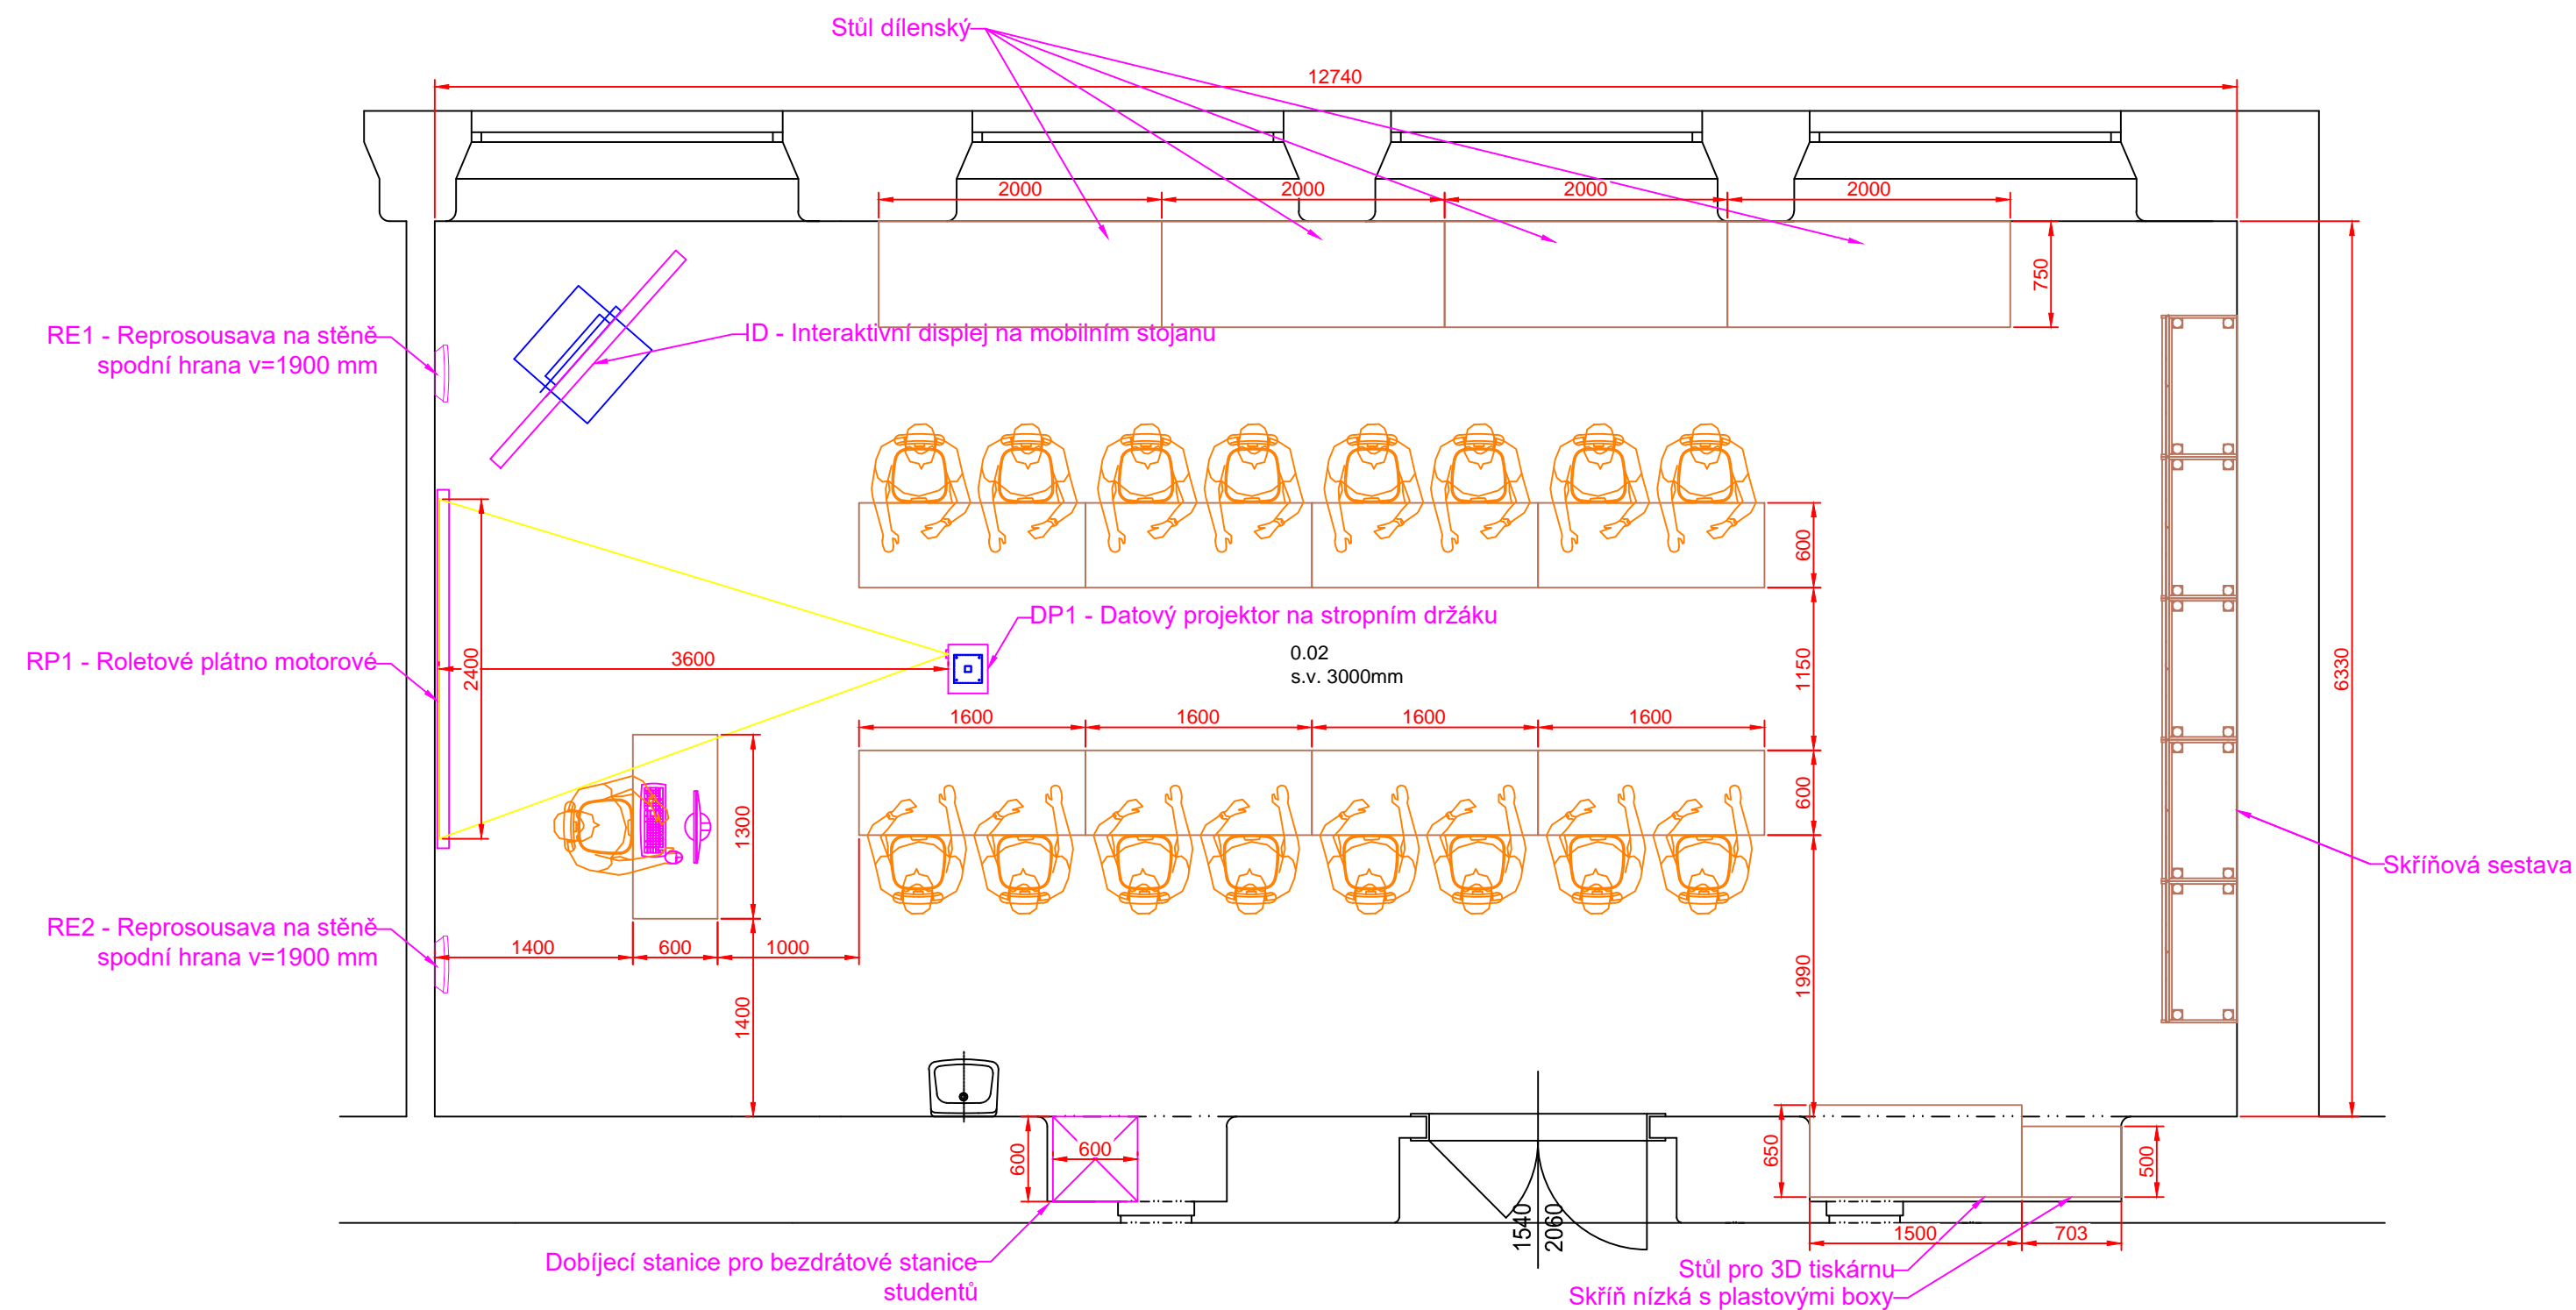 Stůl dílenský
12740
2000
2000
2000
2000
750
RE1 - Reprosousava na stěně
spodní hrana v=1900 mm
ID - Interaktivní displej na mobilním stojanu
600
DP1 - Datový projektor na stropním držáku
0.02
s.v. 3000mm
RP1 - Roletové plátno motorové
2400
3600
1150
6330
1600
1600
1600
1600
600
1300
Skříňová sestava
RE2 - Reprosousava na stěně
spodní hrana v=1900 mm
1400
600
1000
1400
1990
600
600
650
500
1540
2060
1500
703
Dobíjecí stanice pro bezdrátové stanice
studentů
Stůl pro 3D tiskárnu
Skříň nízká s plastovými boxy